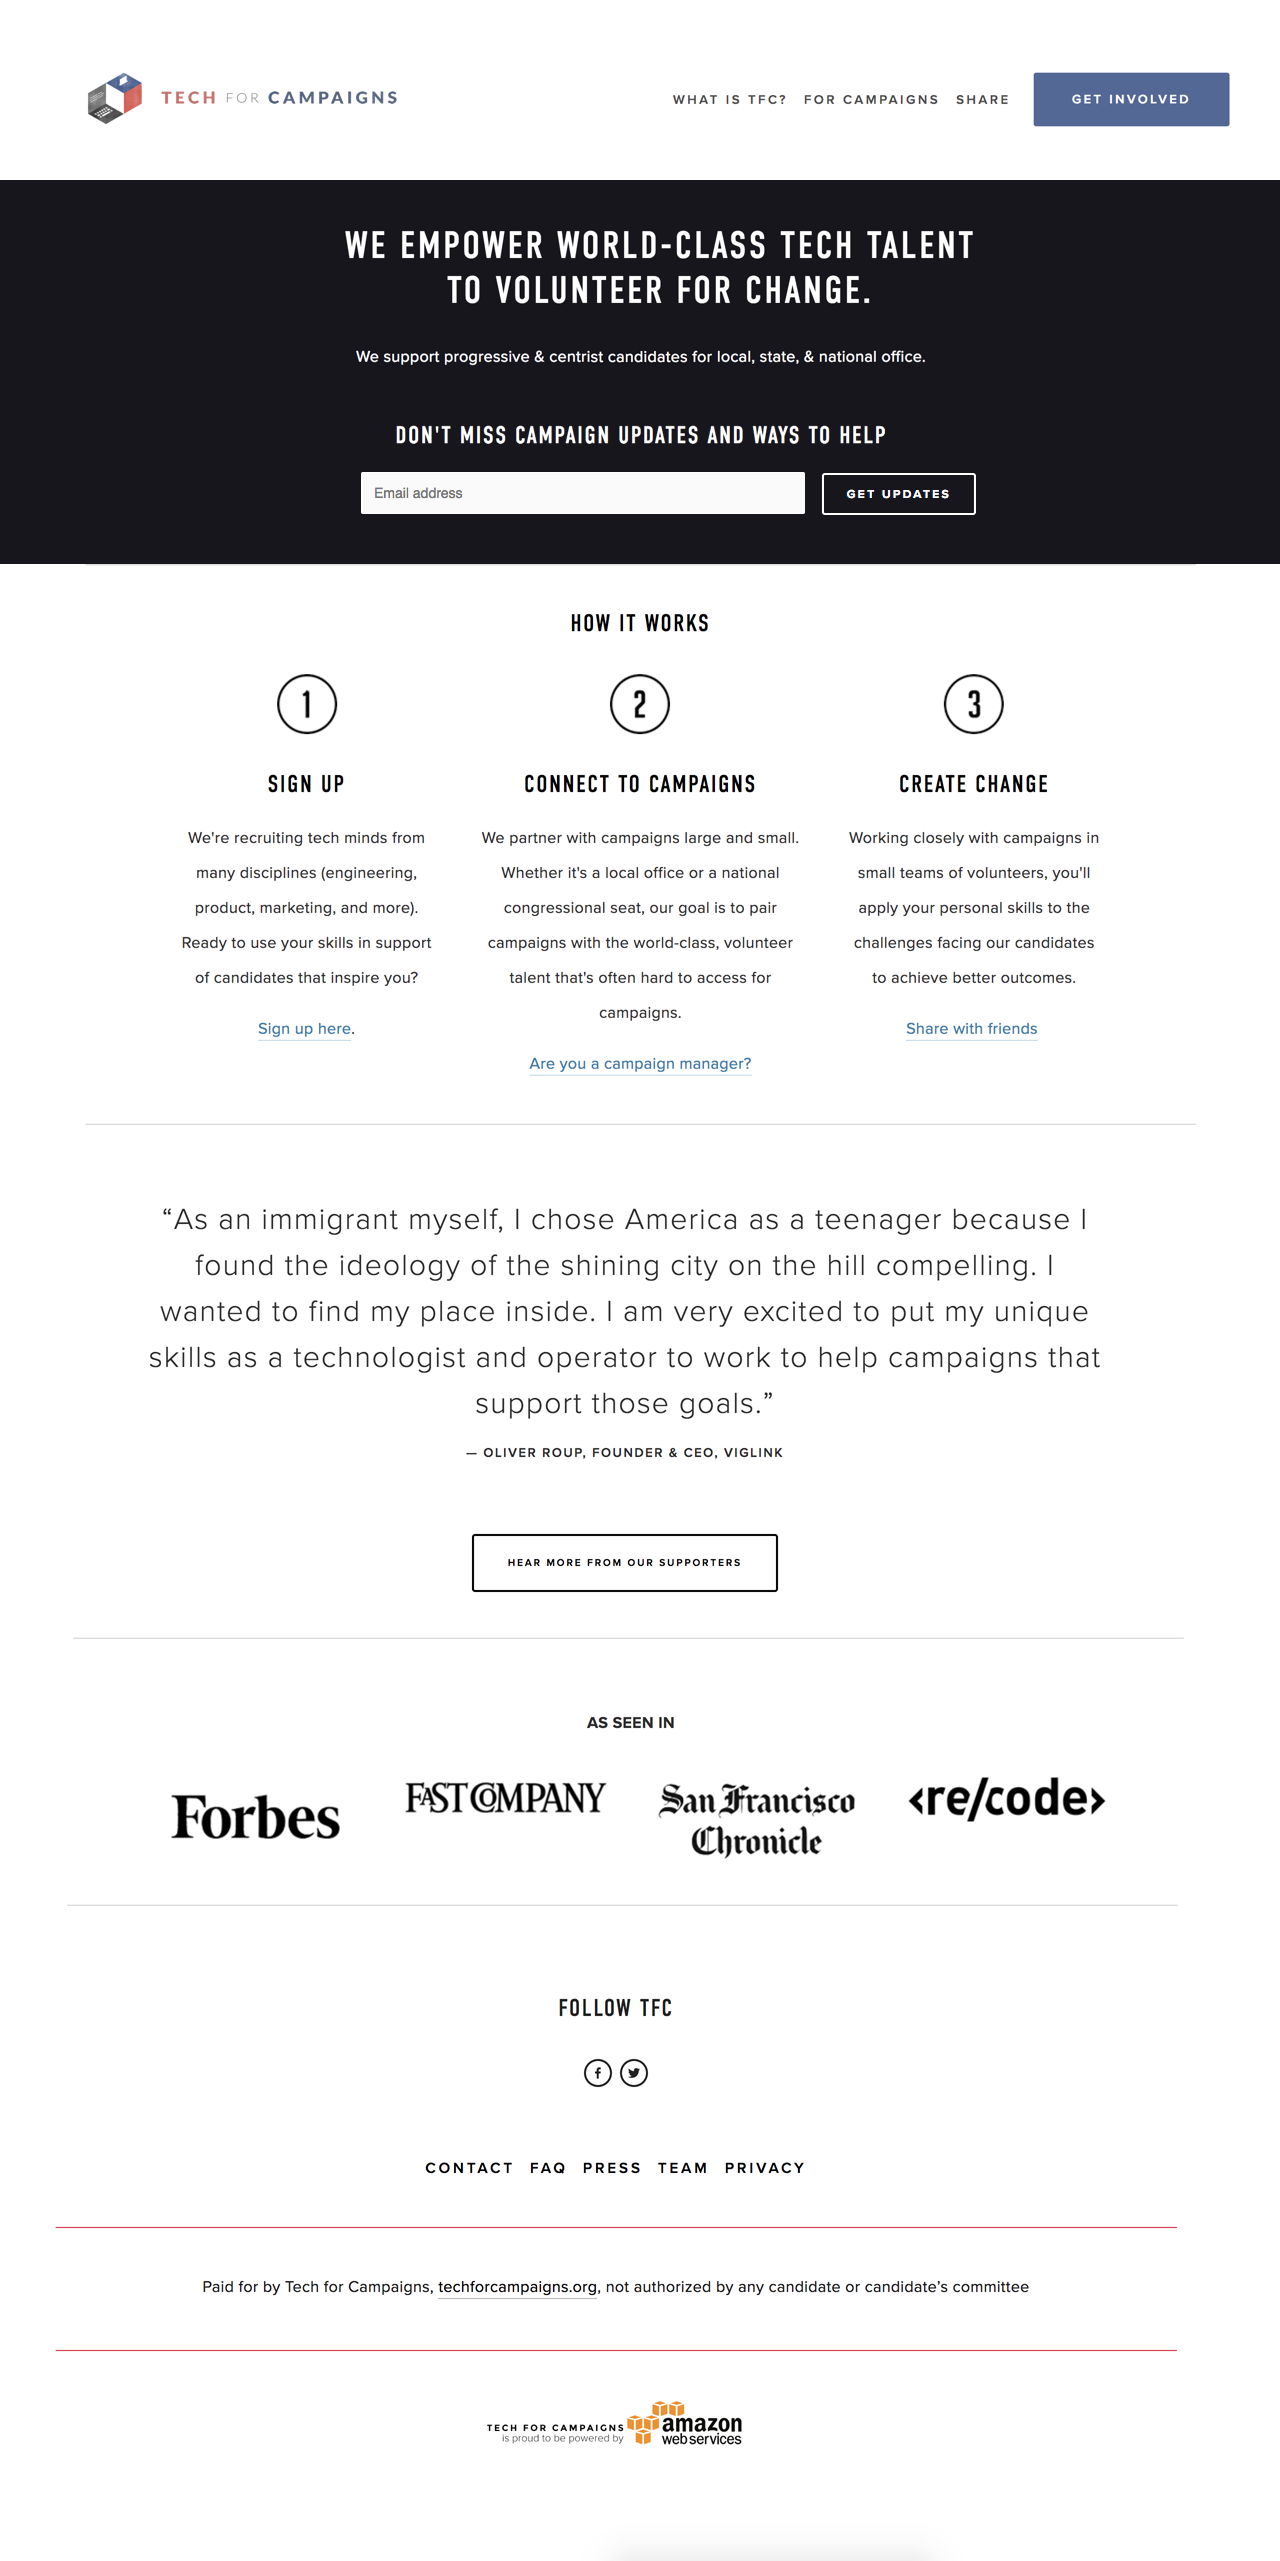 TECH FOR CAMPAIGNS
WHAT IS TFC? FOR CAMPAIGNS SHARE GET INVOLVED
WE EMPOWER WORLD-CLASS TECH TALENT
TO VOLUNTEER FOR CHANGE.
We support progressive & centrist candidates for local, state, & national office.
DON'T MISS CAMPAIGN UPDATES AND WAYS TO HELP
Email address GET UPDATES
HOW IT WORKS
1
SIGN UP
We're recruiting tech minds from
many disciplines (engineering,
product, marketing, and more).
Ready to use your skills in support
of candidates that inspire you?
Sign up here.
2
CONNECT TO CAMPAIGNS
We partner with campaigns large and small.
Whether it's a local office or a national
congressional seat, our goal is to pair
campaigns with the world-class, volunteer
talent that's often hard to access for
campaigns.
Are you a campaign manager?
3
CREATE CHANGE
Working closely with campaigns in
small teams of volunteers, you'll
apply your personal skills to the
challenges facing our candidates
to achieve better outcomes.
Share with friends
“As an immigrant myself, I chose America as a teenager because I
found the ideology of the shining city on the hill compelling. I
wanted to find my place inside. I am very excited to put my unique
skills as a technologist and operator to work to help campaigns that
support those goals.”
— OLIVER ROUP, FOUNDER & CEO, VIGLINK
HEAR MORE FROM OUR SUPPORTERS
AS SEEN IN
Forbes
FAST COMPANY
San Francisco
Chronicle
<re/code>
FOLLOW TFC
CONTACT FAQ PRESS TEAM PRIVACY
Paid for by Tech for Campaigns, techforcampaigns.org, not authorized by any candidate or candidate’s committee
TECH FOR CAMPAIGNS
is proud to be powered by
amazon
web services